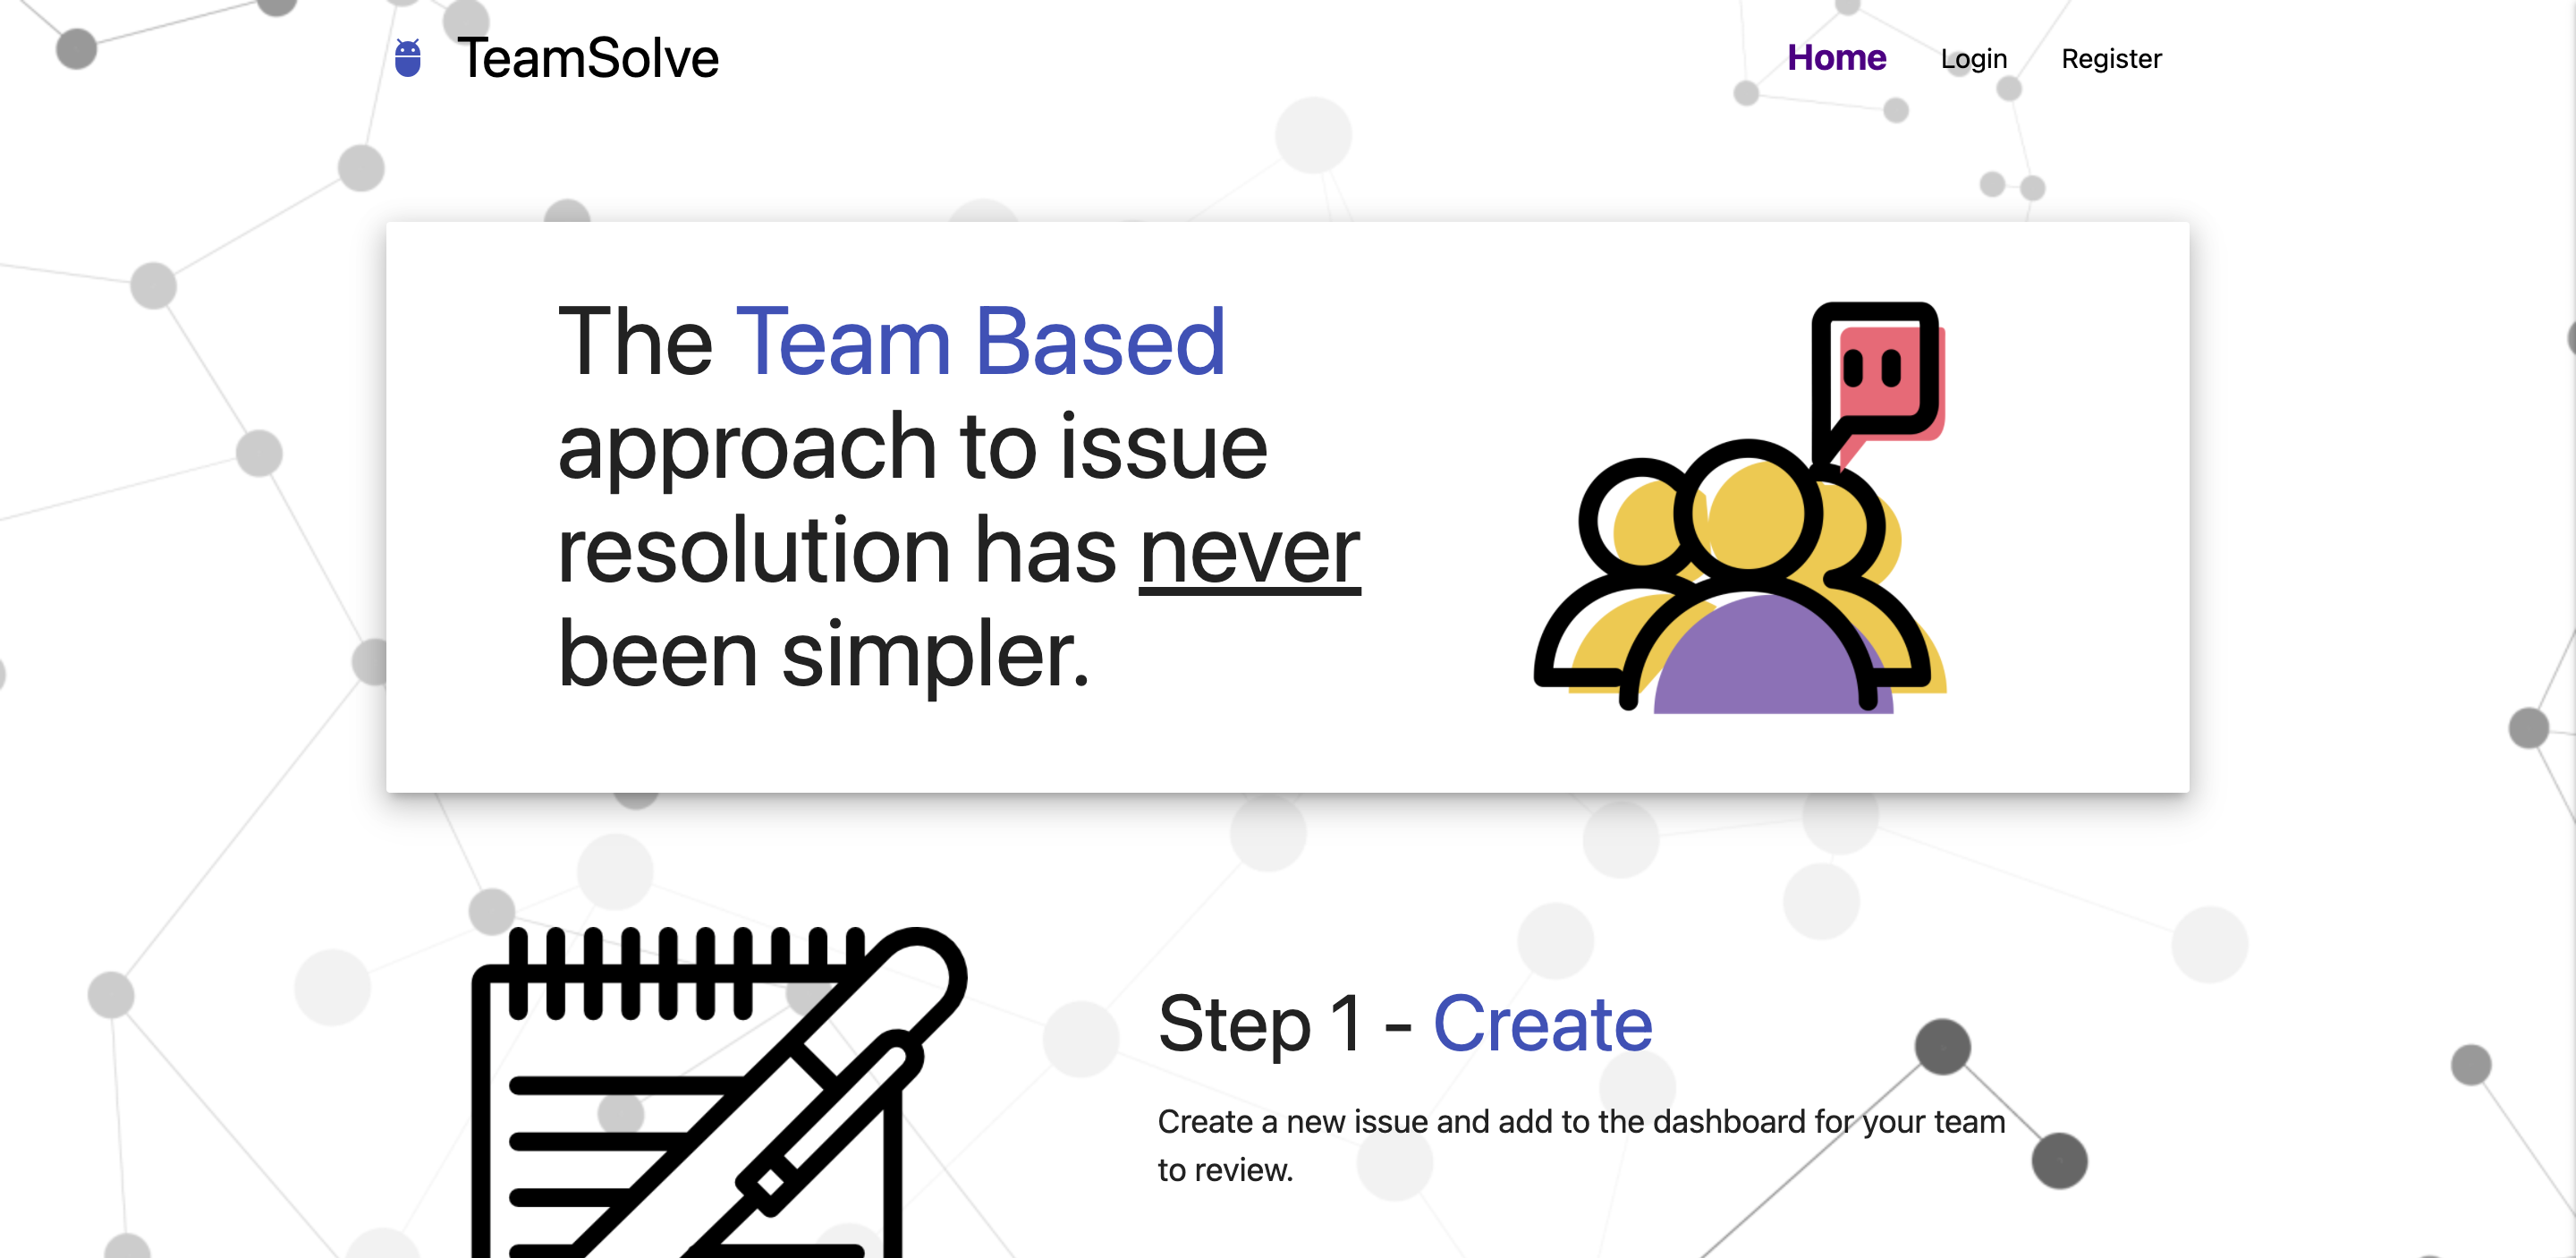 TeamSolve
Home Login Register
The Team Based
approach to issue
resolution has never
been simpler.
Step 1 - Create
Create a new issue and add to the dashboard for your team
to review.